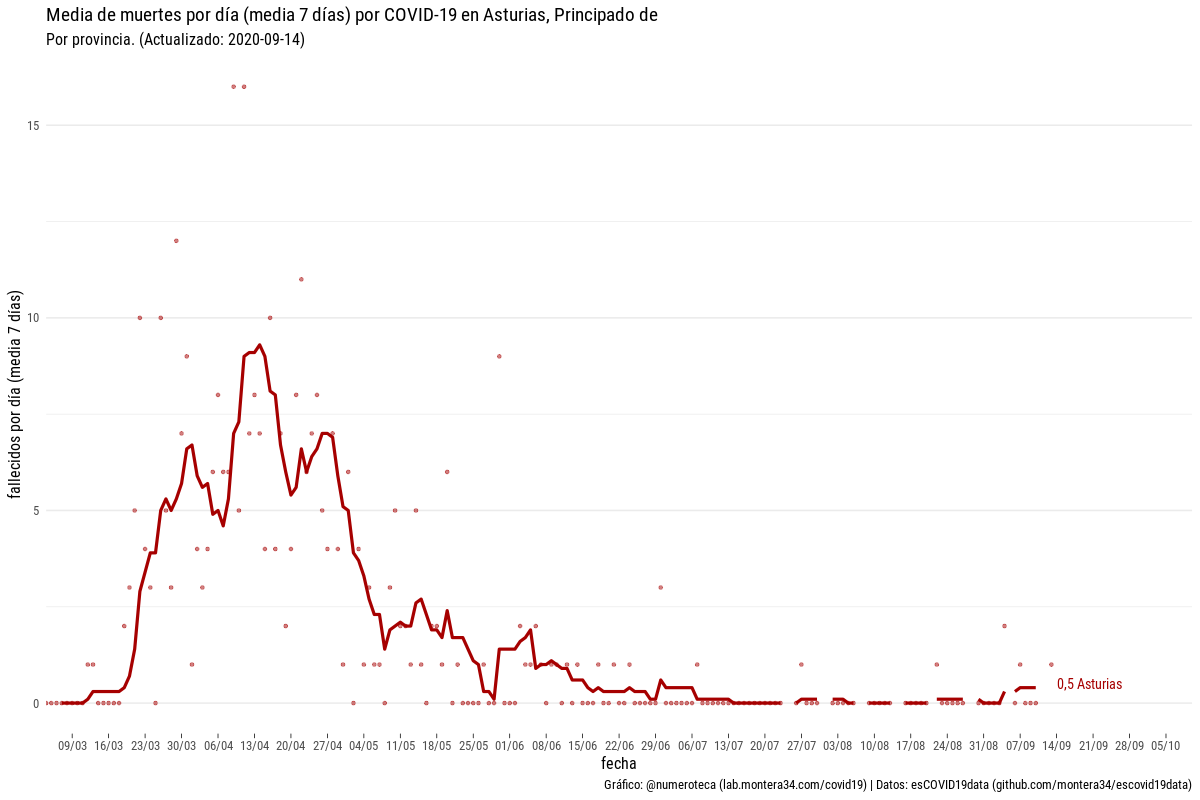 Media de muertes por día (media 7 días) por COVID-19 en Asturias, Principado de
Por provincia. (Actualizado: 2020-09-14)
fallecidos por día (media 7 días)
15
10
5
0
0,5 Asturias
09/03 16/03 23/03 30/03 06/04 13/04 20/04 27/04 04/05 11/05 18/05 25/05 01/06 08/06 15/06 22/06 29/06 06/07 13/07 20/07 27/07 03/08 10/08 17/08 24/08 31/08 07/09 14/09 21/09 28/09 05/10
fecha
Gráfico: @numeroteca (lab.montera34.com/covid19) | Datos: esCOVID19data (github.com/montera34/escovid19data)